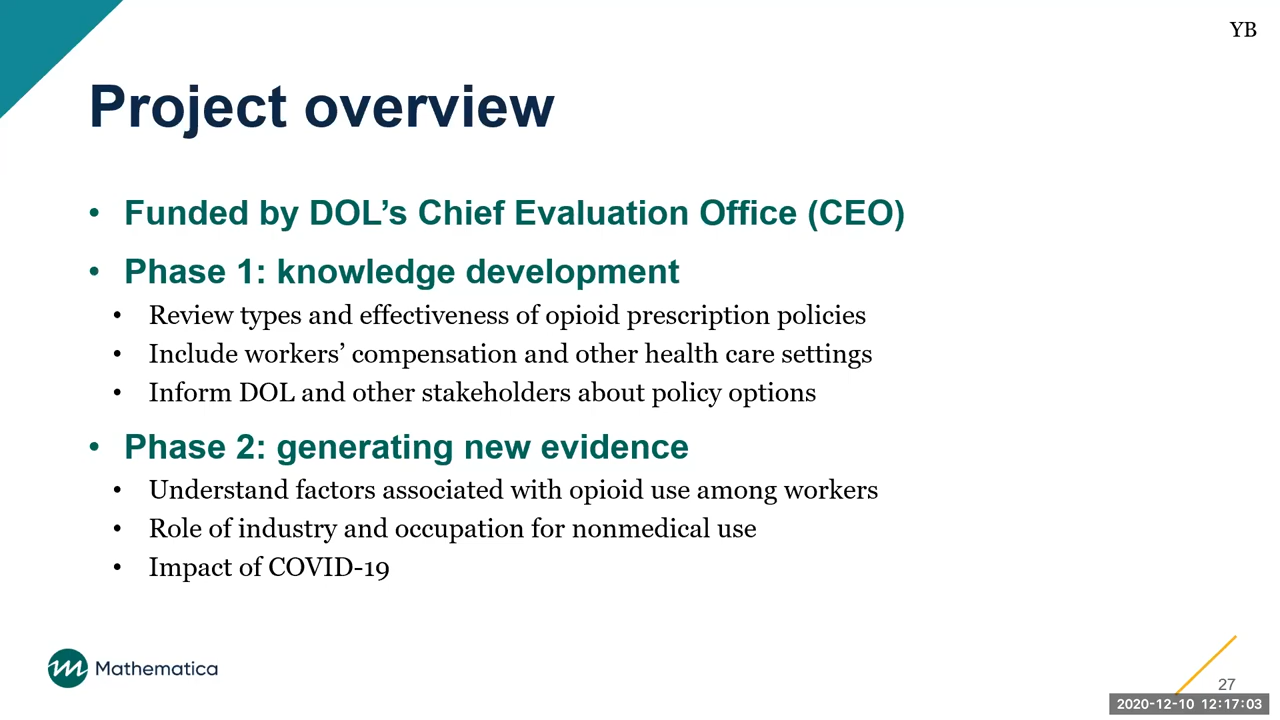 YB
Project overview
• Funded by DOL’s Chief Evaluation Office (CEO)
• Phase 1: knowledge development
• Review types and effectiveness of opioid prescription policies
• Include workers’ compensation and other health care settings
• Inform DOL and other stakeholders about policy options
• Phase 2: generating new evidence
• Understand factors associated with opioid use among workers
• Role of industry and occupation for nonmedical use
• Impact of COVID-19
Mathematica
27
2020-12-10 12:17:03